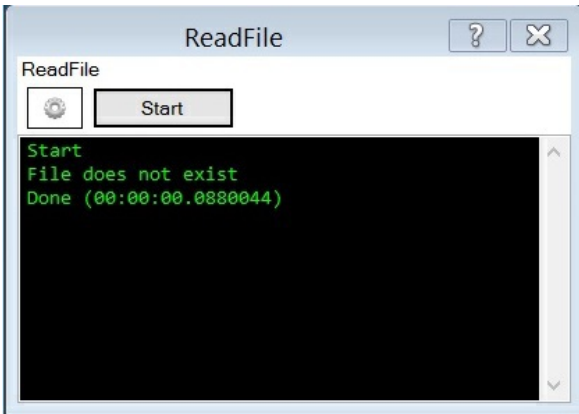 ReadFile
ReadFile
Start
Start
File does not exist
Done (00:00:00.0880044)